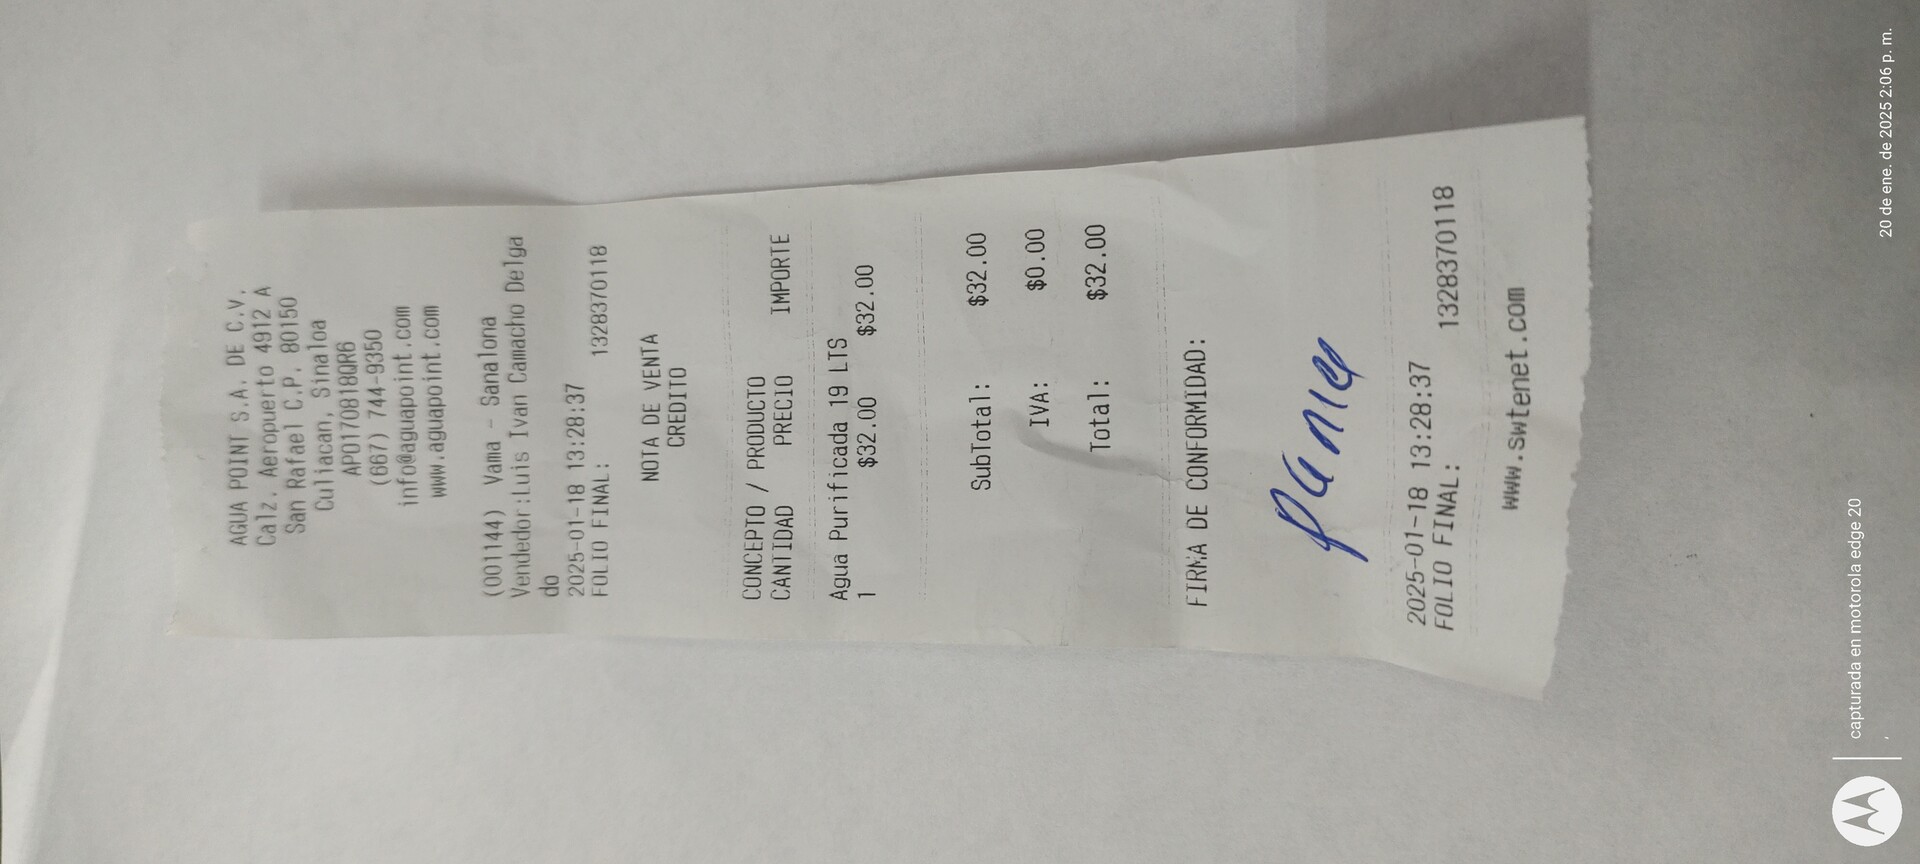 AGUA POINT S.A. DE C.V.
Calz. Aeropuerto 4912 A
San Rafael C.P. 80150
Culiacan, Sinaloa
APO170818QR6
(667) 744-9350
info@aguapoint.com
www.aguapoint.com
(001144) Vama - Sanalona
Vendedor:Luis Ivan Camacho Delga
do
2025-01-18 13:28:37
FOLIO FINAL: 1328370118
NOTA DE VENTA
CREDITO
CONCEPTO / PRODUCTO
CANTIDAD PRECIO IMPORTE
Agua Purificada 19 LTS
1 $32.00 $32.00
SubTotal: $32.00
IVA: $0.00
Total: $32.00
FIRMA DE CONFORMIDAD:
2025-01-18 13:28:37
FOLIO FINAL: 1328370118
www.swtenet.com
capturada en motorola edge 20
20 de ene. de 2025 2:06 p. m.